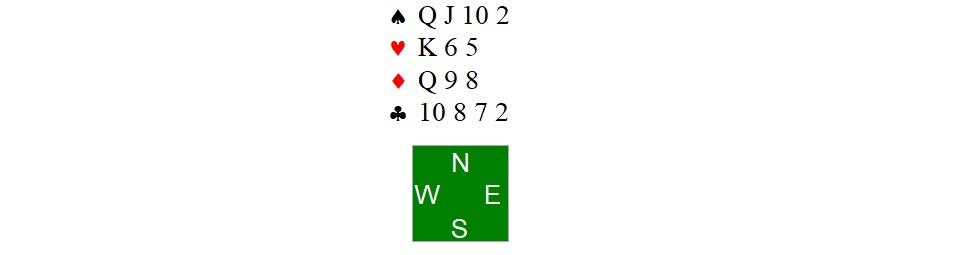 ♠ Q J 10 2
♥ K 6 5
♦ Q 9 8
♣ 10 8 7 2
N
W E
S